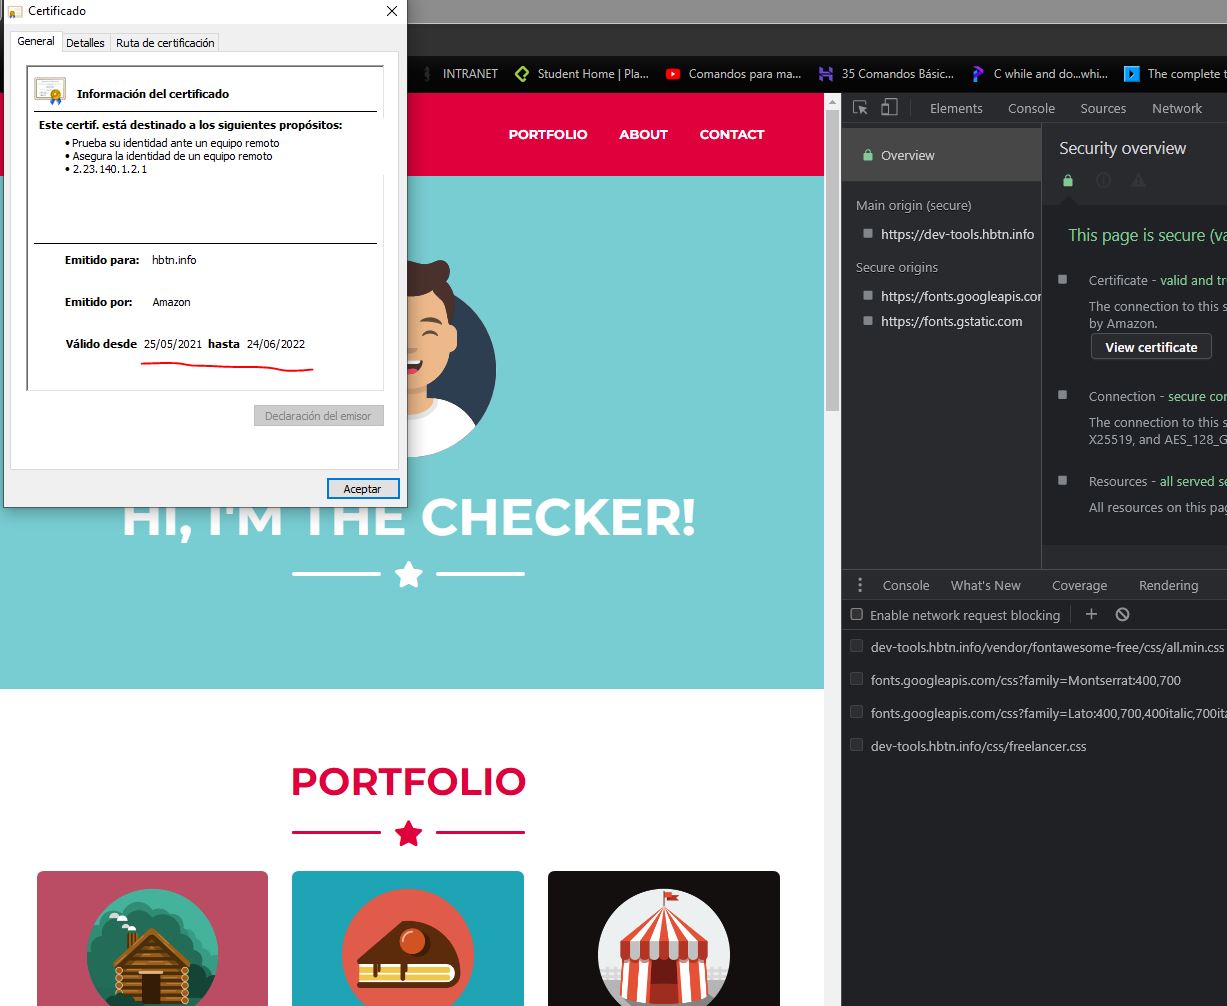 Certificado
General Detalles Ruta de certificación
Información del certificado
Este certif. está destinado a los siguientes propósitos:
• Prueba su identidad ante un equipo remoto
• Asegura la identidad de un equipo remoto
• 2.23.140.1.2.1
Emitido para: hbtn.info
Emitido por: Amazon
Válido desde 25/05/2021 hasta 24/06/2022
Declaración del emisor
Aceptar
INTRANET Student Home | Pla... Comandos para ma... 35 Comandos Básic... C while and do...whi... The complete
PORTFOLIO ABOUT CONTACT
HI, I'M THE CHECKER!
PORTFOLIO
Elements Console Sources Network
Overview
Main origin (secure)
https://dev-tools.hbtn.info
Secure origins
https://fonts.googleapis.com
https://fonts.gstatic.com
Security overview
This page is secure (va
Certificate - valid and tr
The connection to this s
by Amazon.
View certificate
Connection - secure con
The connection to this s
X25519, and AES_128_G
Resources - all served se
All resources on this pag
Console What's New Coverage Rendering
Enable network request blocking
dev-tools.hbtn.info/vendor/fontawesome-free/css/all.min.css
fonts.googleapis.com/css?family=Montserrat:400,700
fonts.googleapis.com/css?family=Lato:400,700,400italic,700ita
dev-tools.hbtn.info/css/freelancer.css